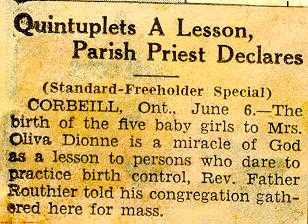 Quintuplets A Lesson,
Parish Priest Declares
(Standard-Freeholder Special)
CORBEILL, Ont., June 6.—The
birth of the five baby girls to Mrs.
Oliva Dionne is a miracle of God
as a lesson to persons who dare to
practice birth control, Rev. Father
Routhier told his congregation gath-
ered here for mass.